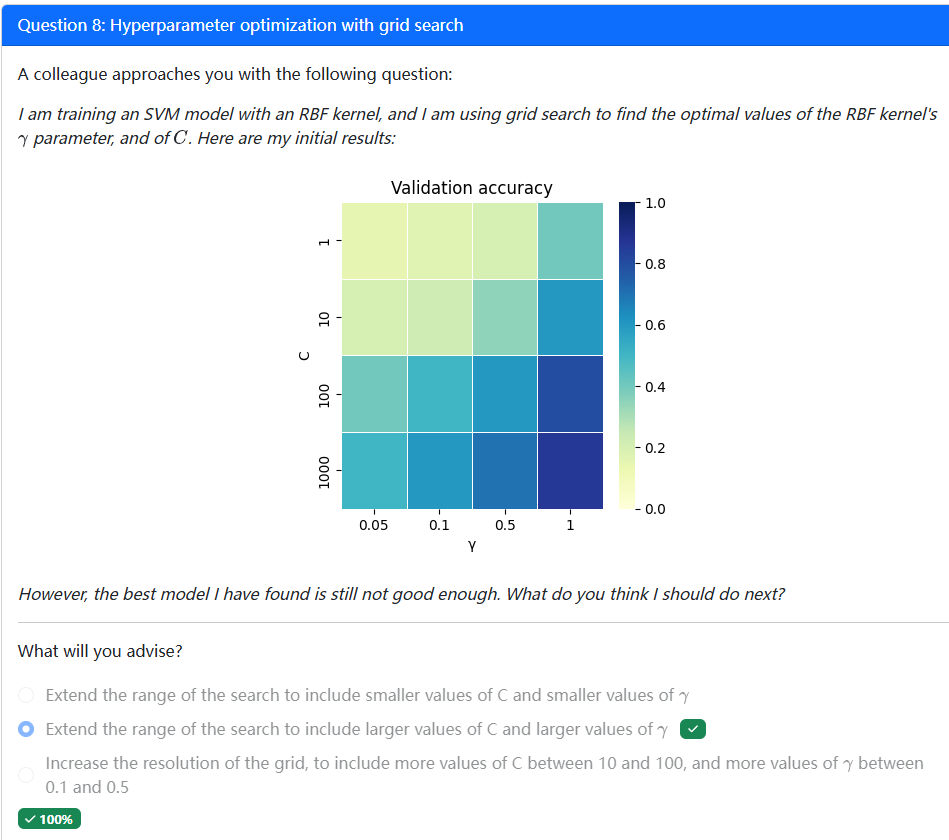 Question 8: Hyperparameter optimization with grid search
A colleague approaches you with the following question:
I am training an SVM model with an RBF kernel, and I am using grid search to find the optimal values of the RBF kernel's
γ parameter, and of C. Here are my initial results:
Validation accuracy
1
10
100
1000
C
0.05 0.1 0.5 1
γ
1.0
0.8
0.6
0.4
0.2
0.0
However, the best model I have found is still not good enough. What do you think I should do next?
What will you advise?
Extend the range of the search to include smaller values of C and smaller values of γ
Extend the range of the search to include larger values of C and larger values of γ
Increase the resolution of the grid, to include more values of C between 10 and 100, and more values of γ between
0.1 and 0.5
100%